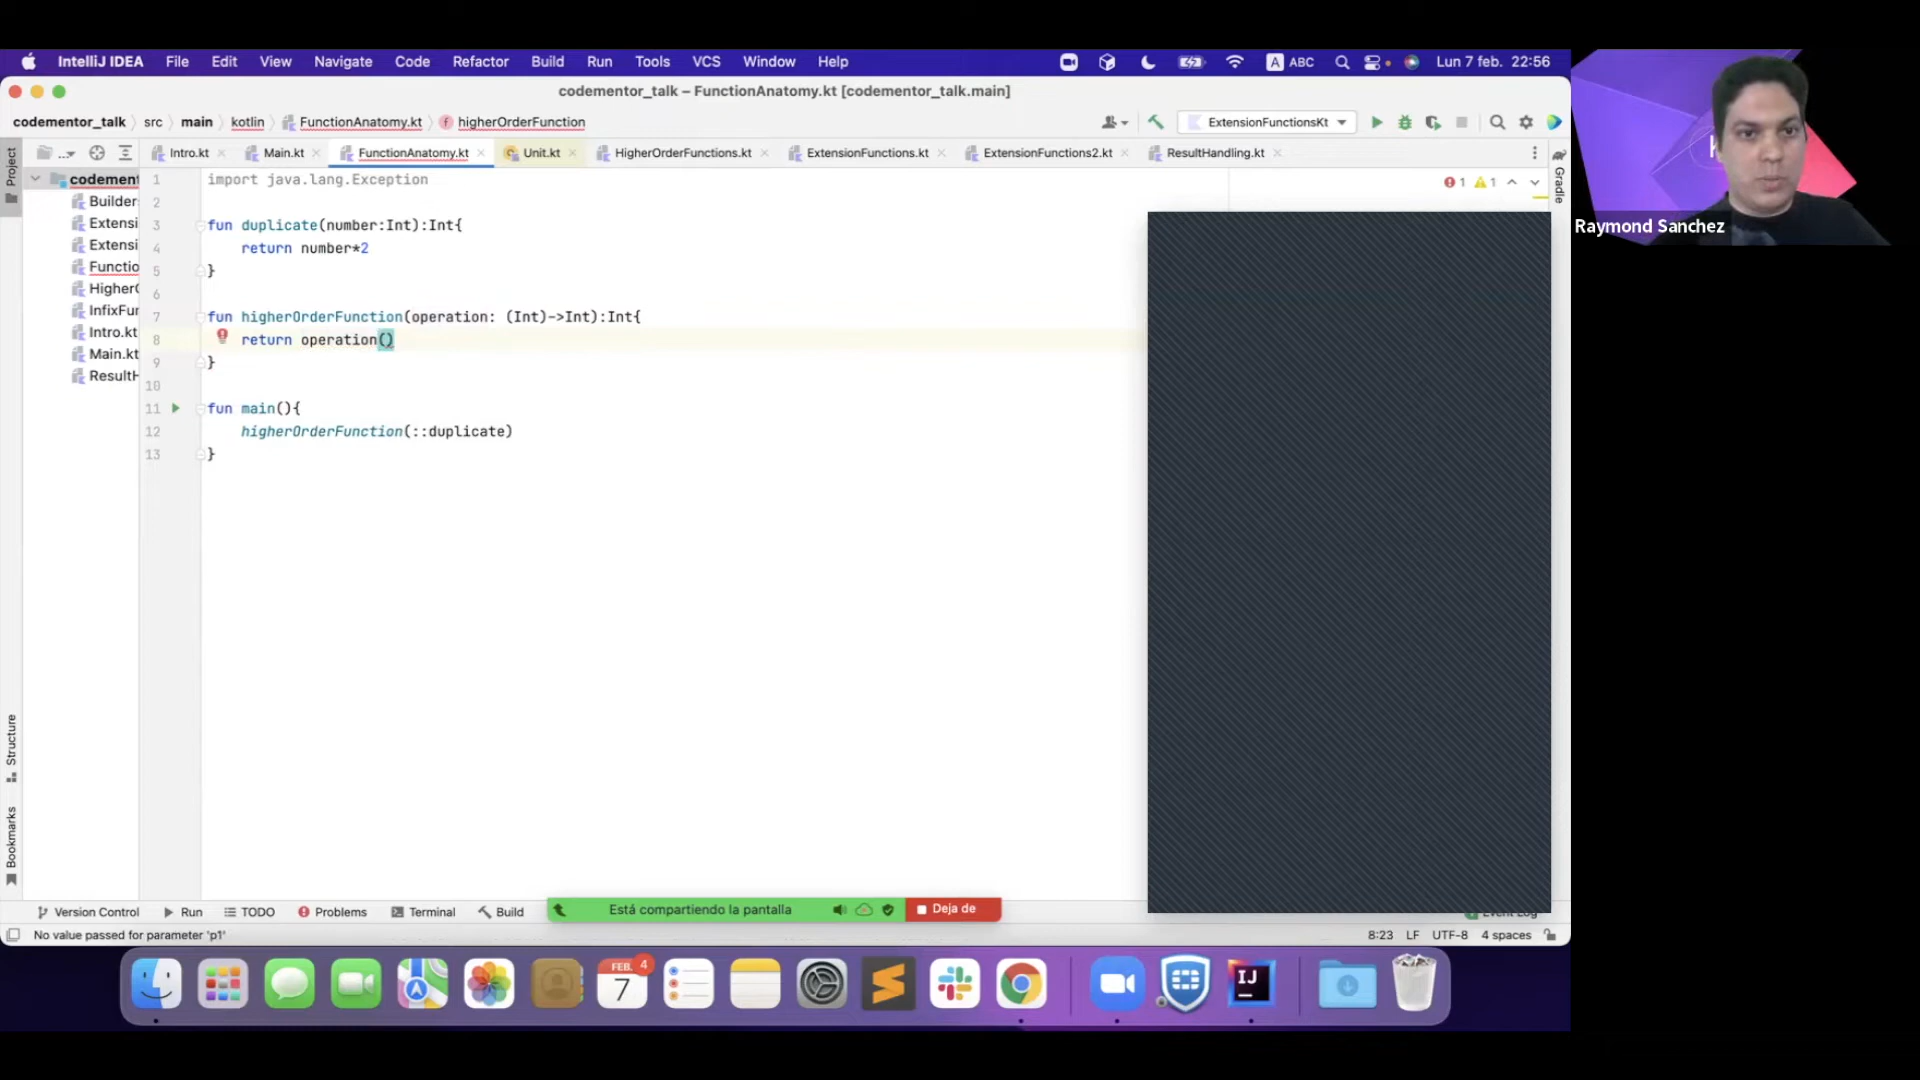 IntelliJ IDEA File Edit View Navigate Code Refactor Build Run Tools VCS Window Help A ABC Lun 7 feb. 22:56
codementor_talk – FunctionAnatomy.kt [codementor_talk.main]
codementor_talk src main kotlin FunctionAnatomy.kt f higherOrderFunction ExtensionFunctionsKt
Project ... Intro.kt Main.kt FunctionAnatomy.kt Unit.kt HigherOrderFunctions.kt ExtensionFunctions.kt ExtensionFunctions2.kt ResultHandling.kt
Gradle
codement
Builder
Extensi
Extensi
Functio
Higher
InfixFur
Intro.kt
Main.kt
ResultH
1 import java.lang.Exception
1 1
2
3 fun duplicate(number:Int):Int{
4 return number*2
5 }
6
7 fun higherOrderFunction(operation: (Int)->Int):Int{
8 return operation()
9 }
10
11 fun main(){
12 higherOrderFunction(::duplicate)
13 }
Structure
Bookmarks
Version Control Run TODO Problems Terminal Build Está compartiendo la pantalla Deja de Event Log
No value passed for parameter 'p1' 8:23 LF UTF-8 4 spaces
FEB. 4
7
IJ
Raymond Sanchez